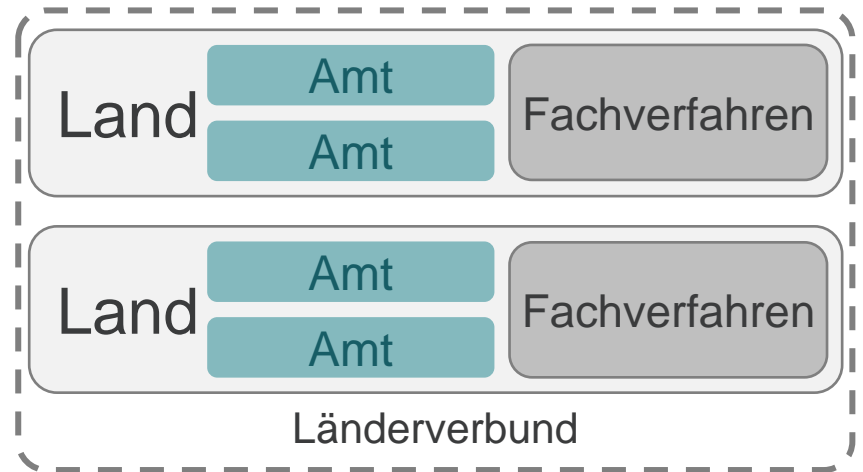 Land
Amt
Amt
Fachverfahren
Land
Amt
Amt
Fachverfahren
Länderverbund